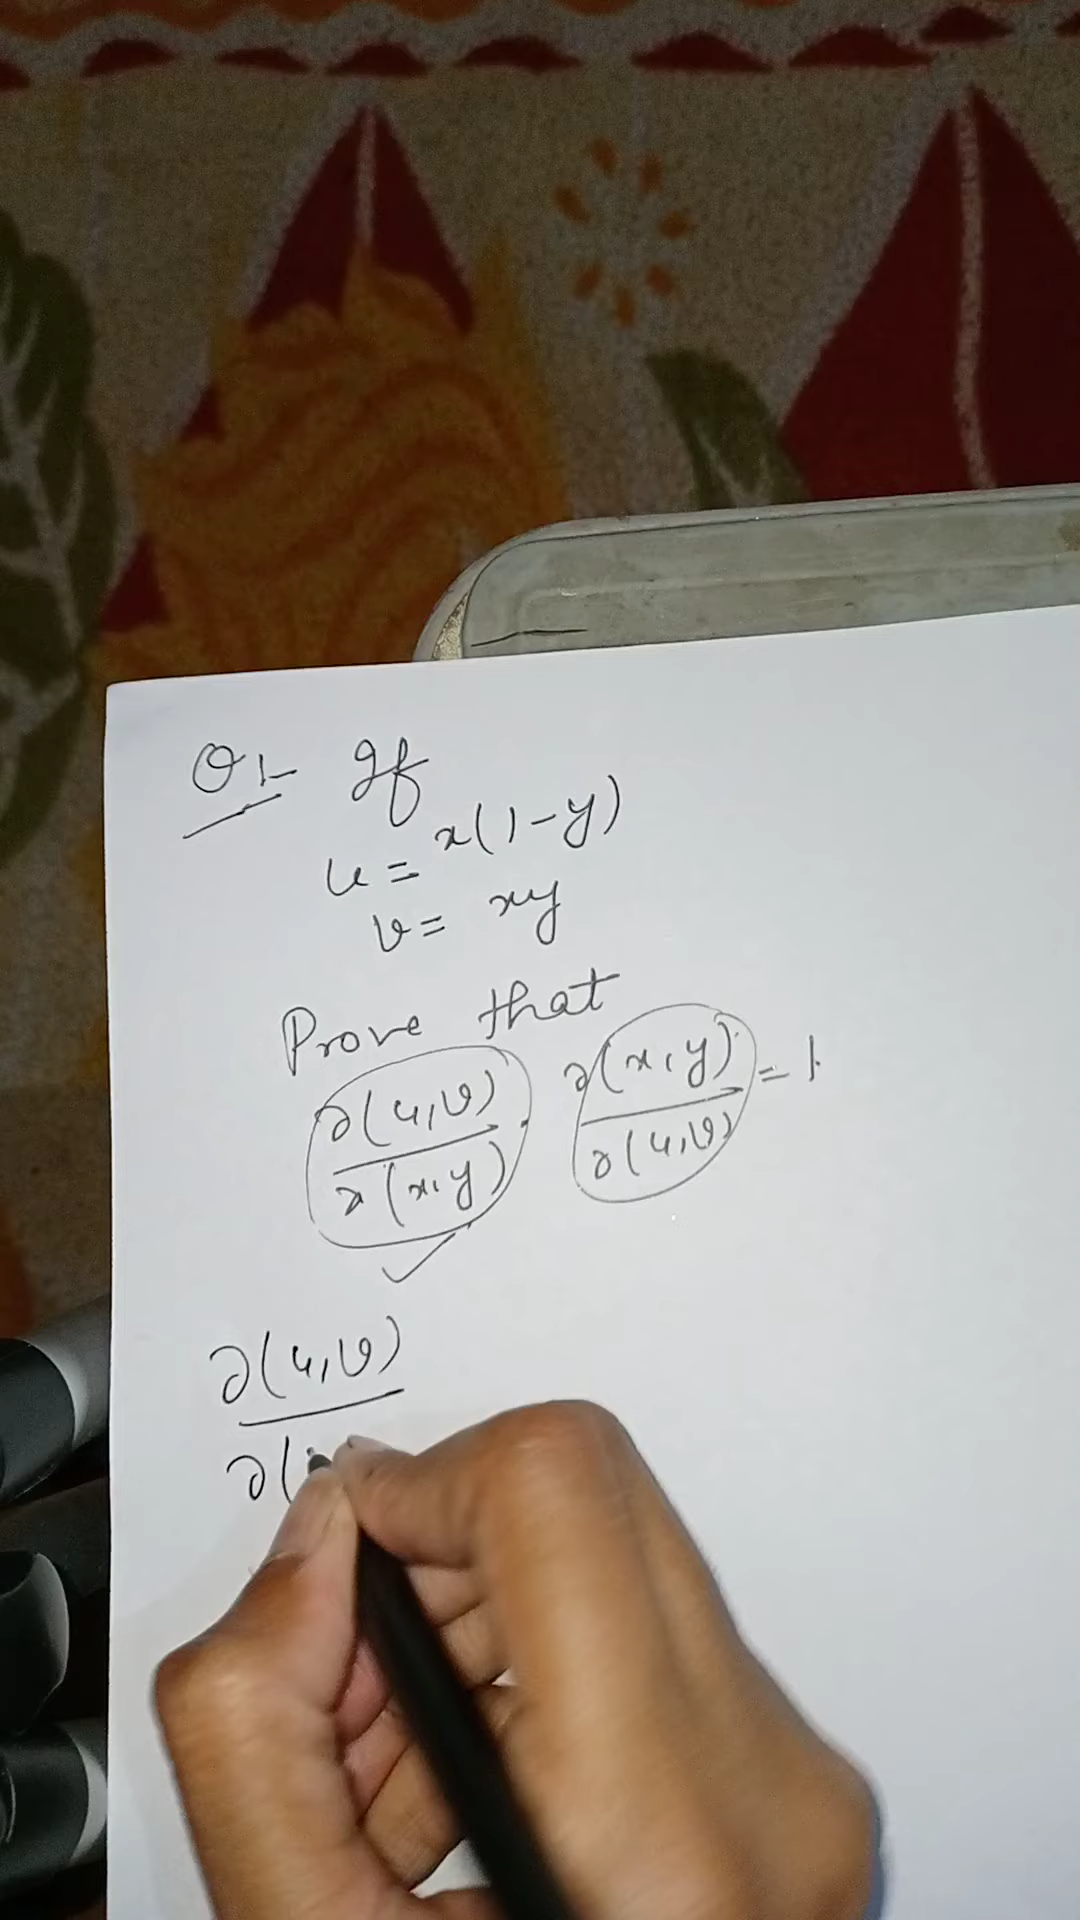 Q1- If
u = x(1-y)
v = xy
Prove that
∂(u,v)/∂(x,y) . ∂(x,y)/∂(u,v) = 1.
∂(u,v)
∂(